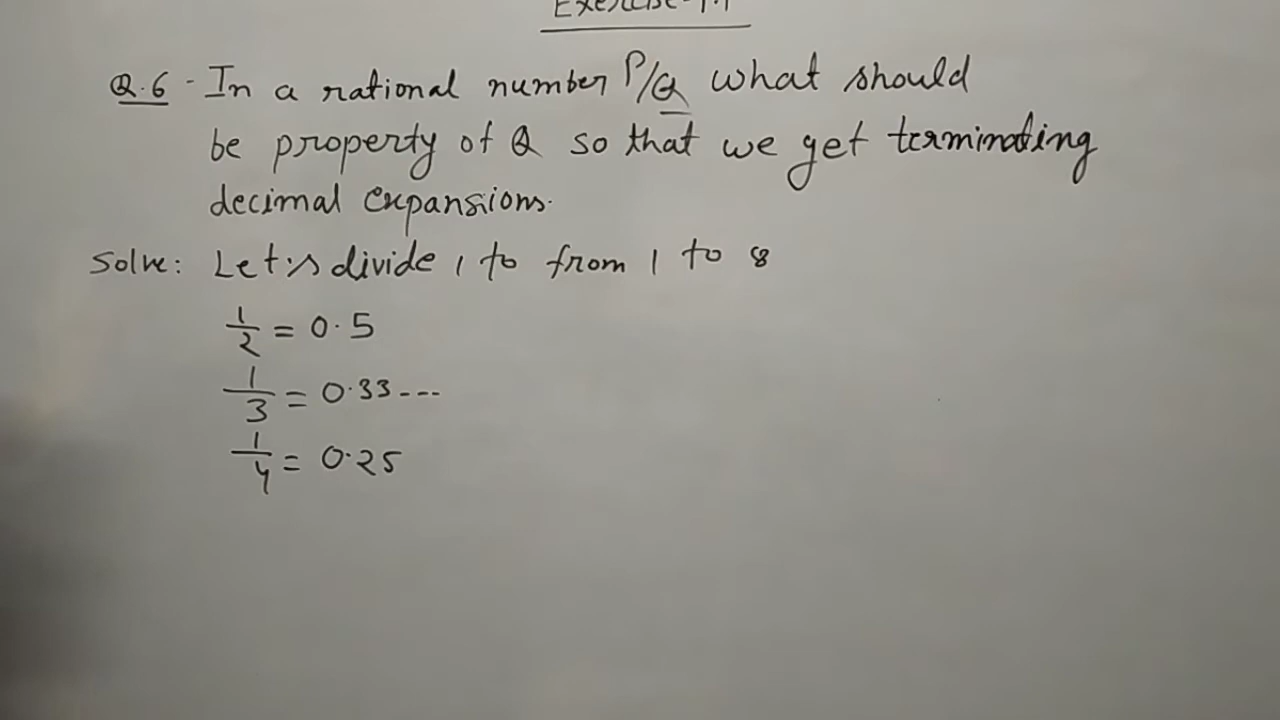 Q.6 - In a rational number P/Q what should
be property of Q so that we get terminating
decimal expansions.
Solve: Let's divide 1 to from 1 to 8
1/2 = 0.5
1/3 = 0.33---
1/4 = 0.25